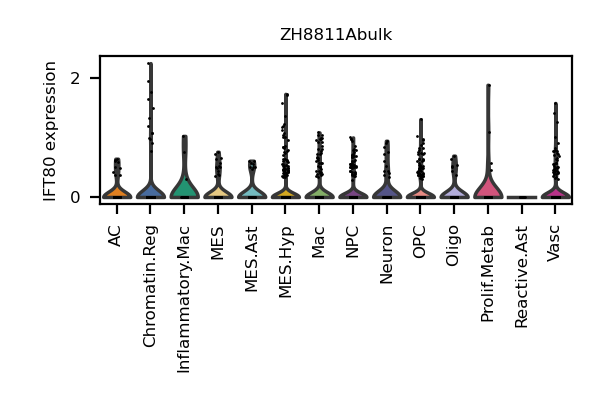 ZH8811Abulk
IFT80 expression
2
0
AC
Chromatin.Reg
Inflammatory.Mac
MES
MES.Ast
MES.Hyp
Mac
NPC
Neuron
OPC
Oligo
Prolif.Metab
Reactive.Ast
Vasc